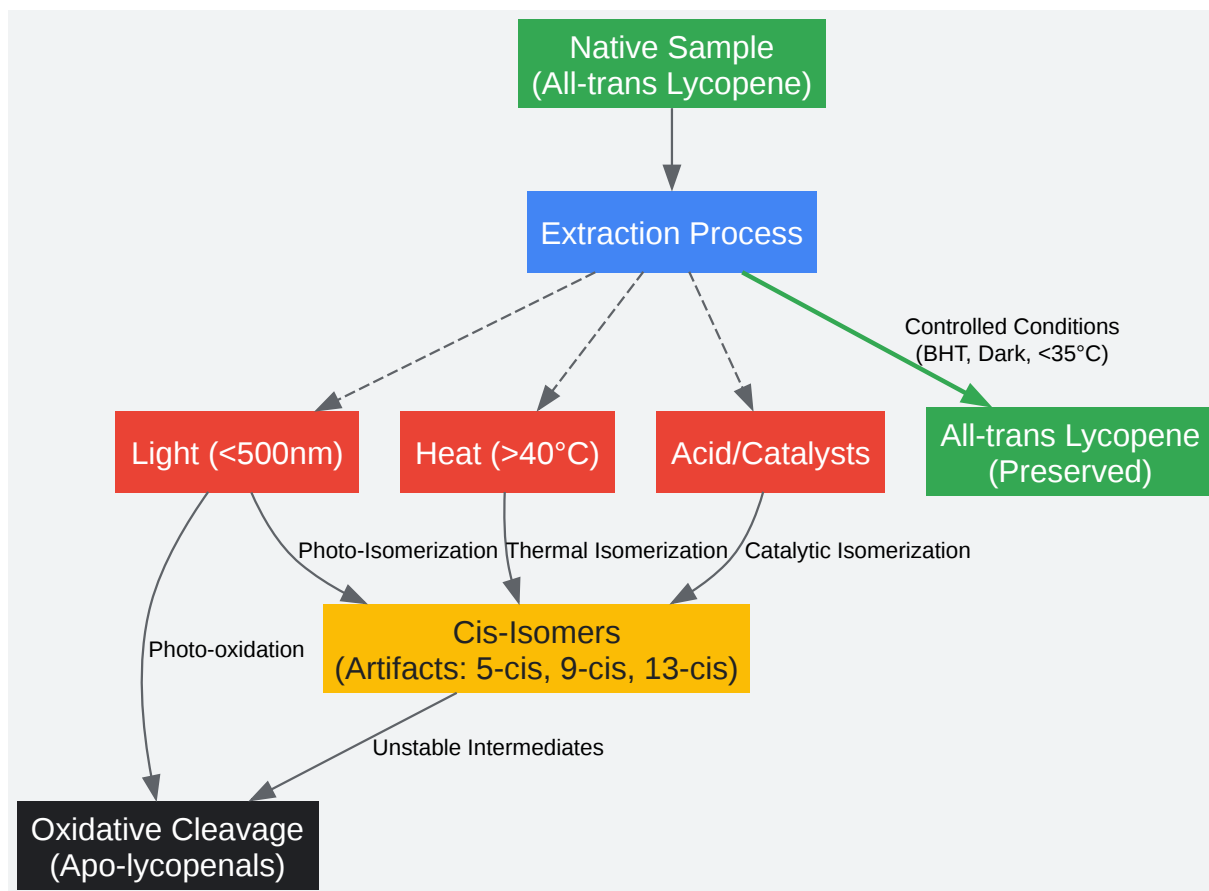 Native Sample
(All-trans Lycopene)
Extraction Process
Controlled Conditions
(BHT, Dark, <35°C)
Light (<500nm)
Heat (>40°C)
Acid/Catalysts
All-trans Lycopene
(Preserved)
Photo-Isomerization
Thermal Isomerization
Catalytic Isomerization
Cis-Isomers
(Artifacts: 5-cis, 9-cis, 13-cis)
Photo-oxidation
Unstable Intermediates
Oxidative Cleavage
(Apo-lycopenals)